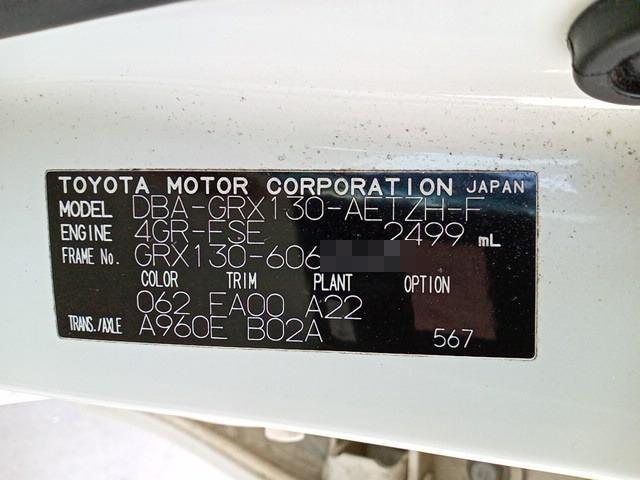 TOYOTA MOTOR CORPORATION JAPAN
MODEL DBA-GRX130-AETZH-F
ENGINE 4GR-FSE 2499 mL
FRAME No. GRX130-606
COLOR TRIM PLANT OPTION
062 FA00 A22
TRANS./AXLE A960E B02A
567